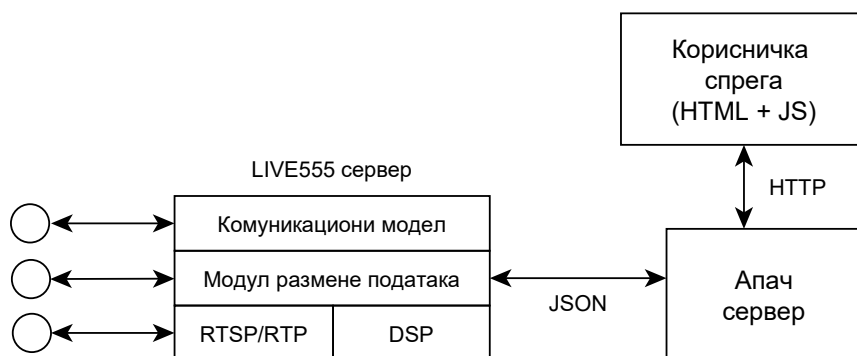 Корисничка
спрега
(HTML + JS)
HTTP
LIVE555 сервер
Комуникациони модел
Модул размене података
RTSP/RTP
DSP
JSON
Апач
сервер